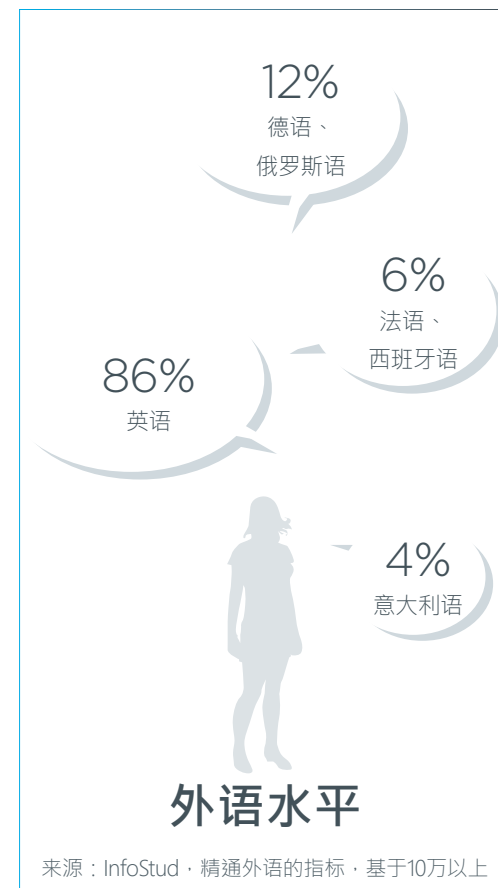 12%
德语、
俄罗斯语
6%
法语、
西班牙语
86%
英语
4%
意大利语
外语水平
来源：InfoStud，精通外语的指标，基于10万以上